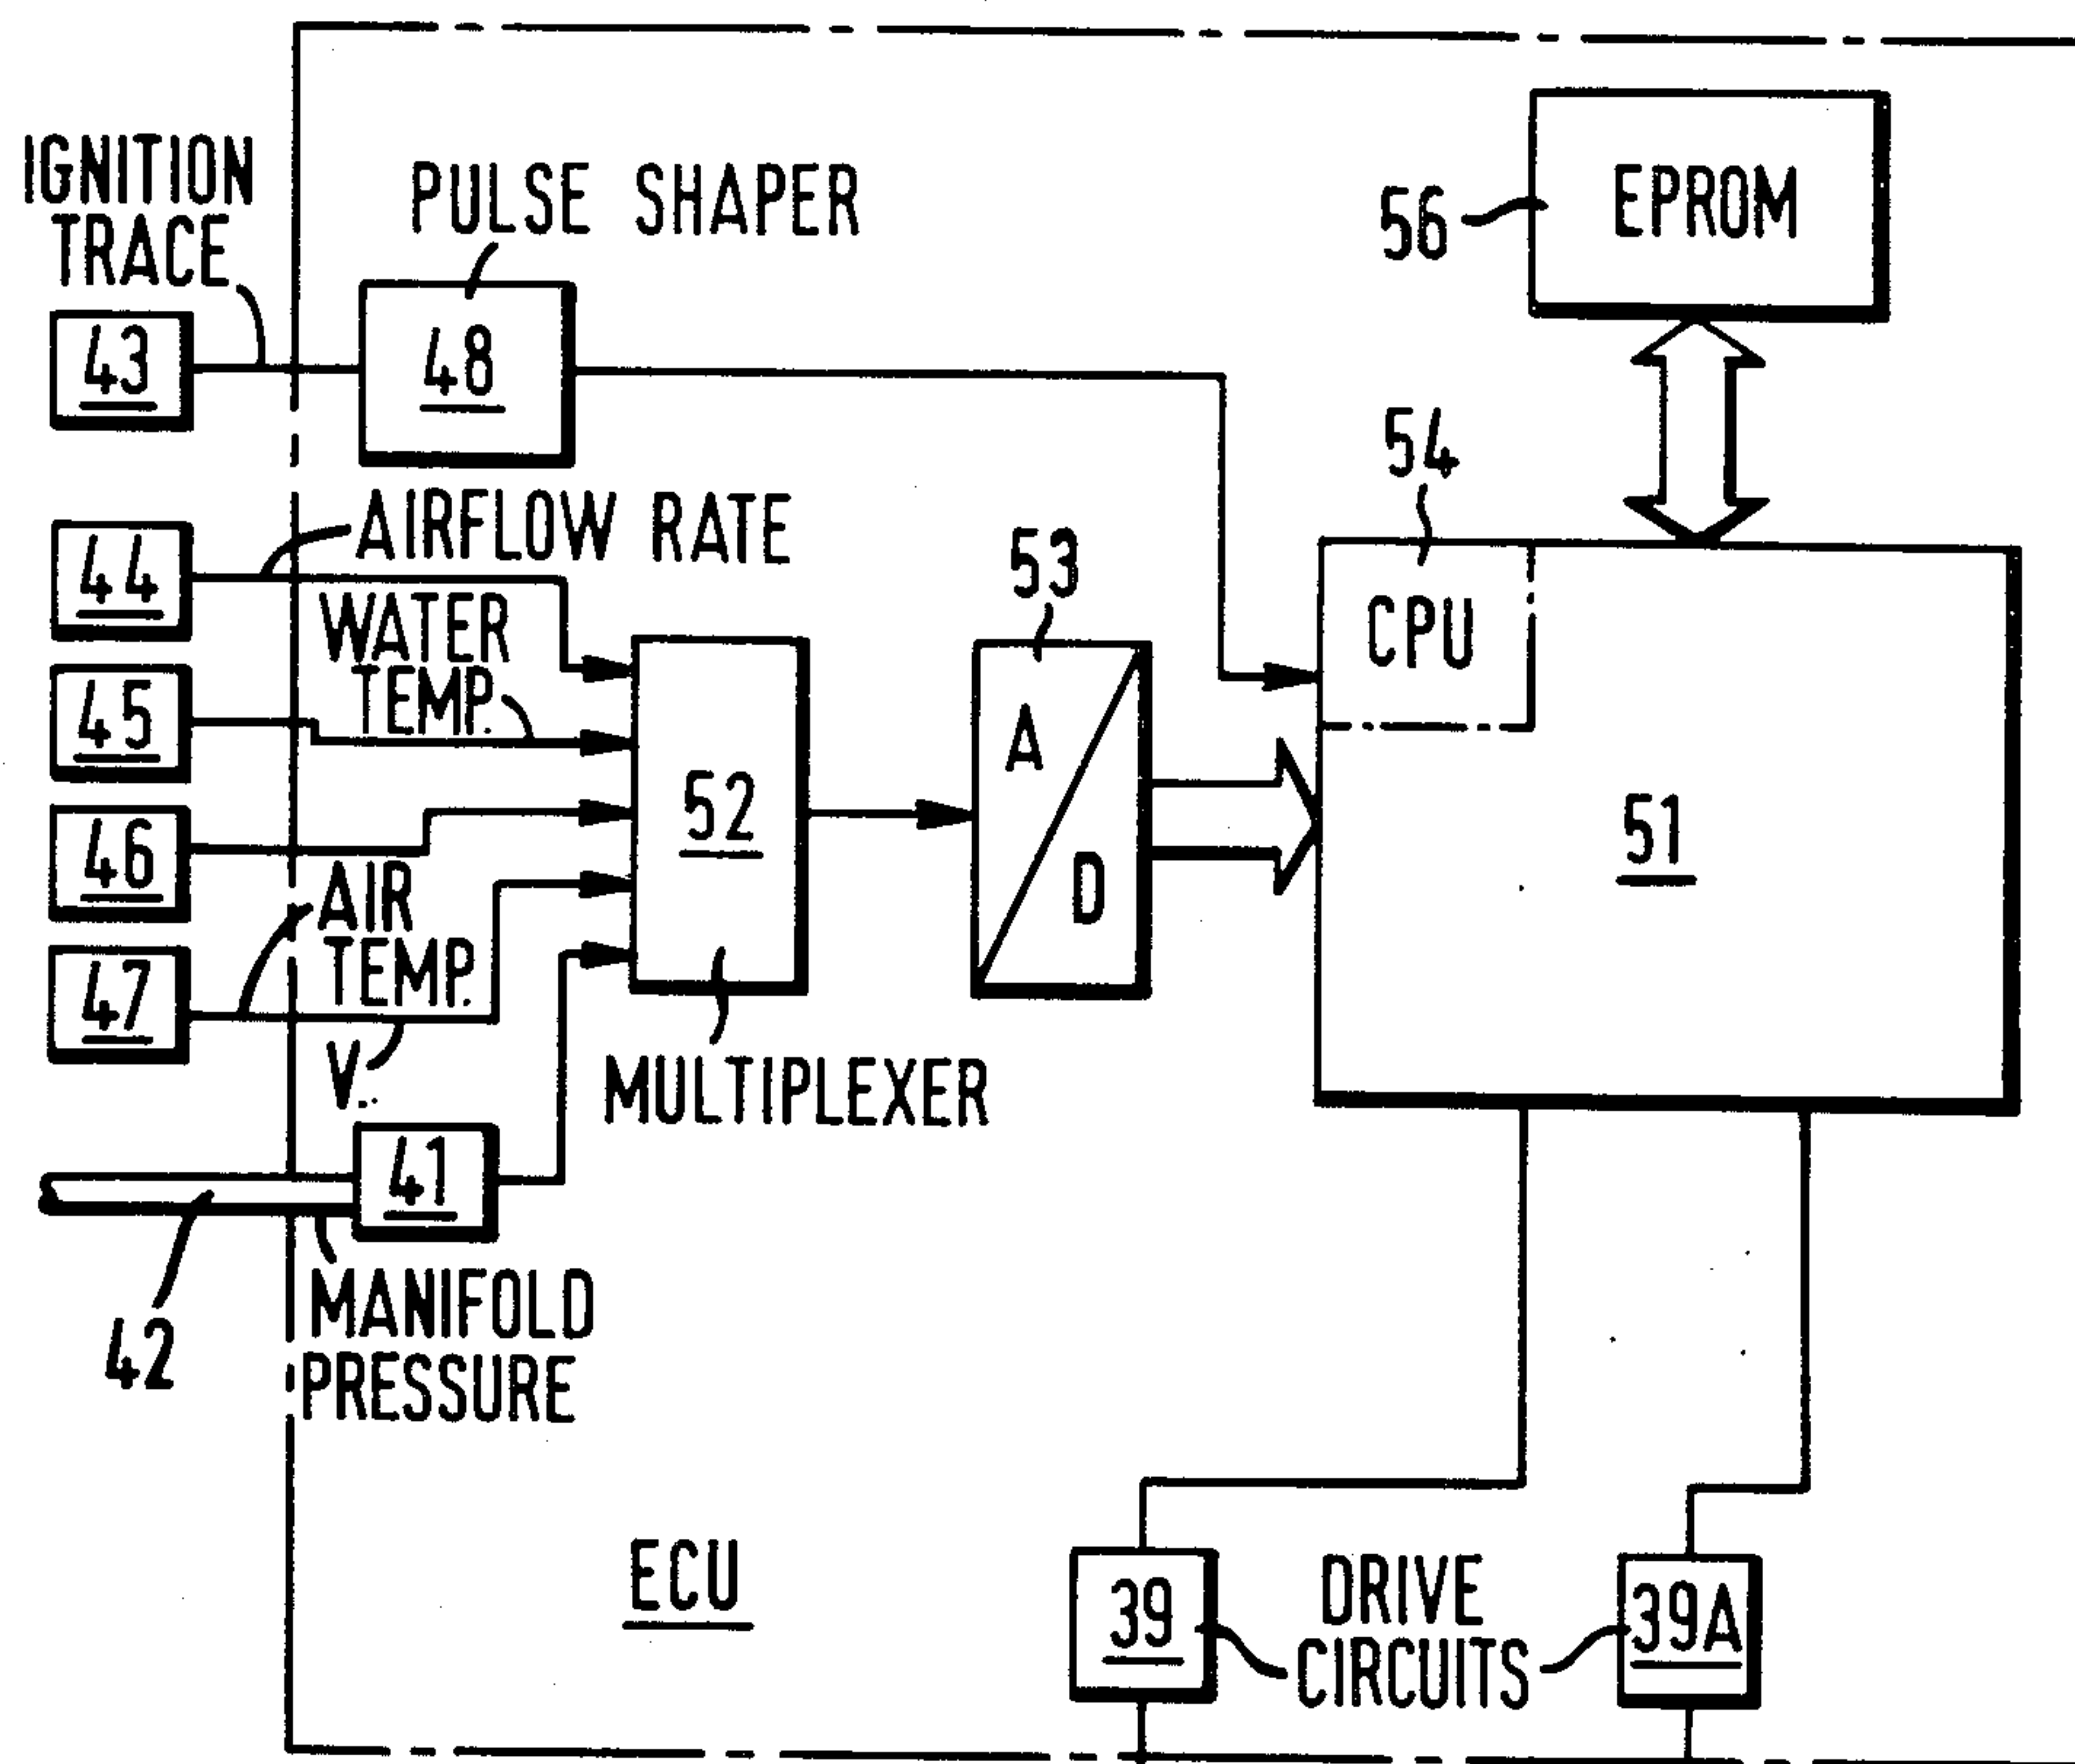 IGNITION
TRACE
PULSE SHAPER
EPROM
56
43
48
54
AIRFLOW RATE
44
53
WATER
TEMP.
CPU
45
A
52
51
46
D
AIR
TEMP.
47
V..
MULTIPLEXER
41
42
MANIFOLD
PRESSURE
ECU
39
DRIVE
CIRCUITS
39A